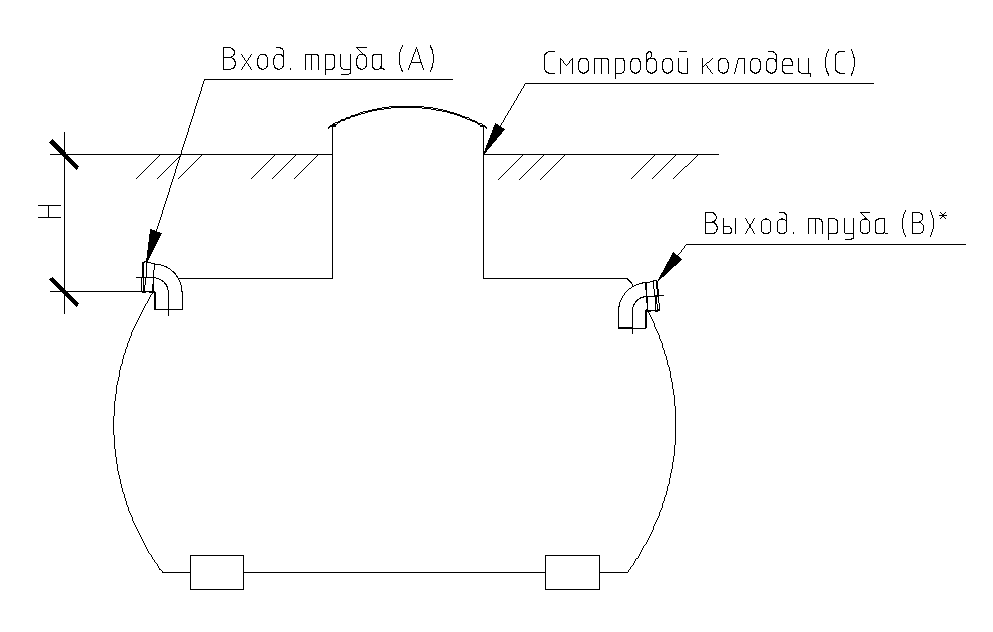 Вход. труба (А)
Смотровой колодец (С)
Н
Выход. труба (В)*